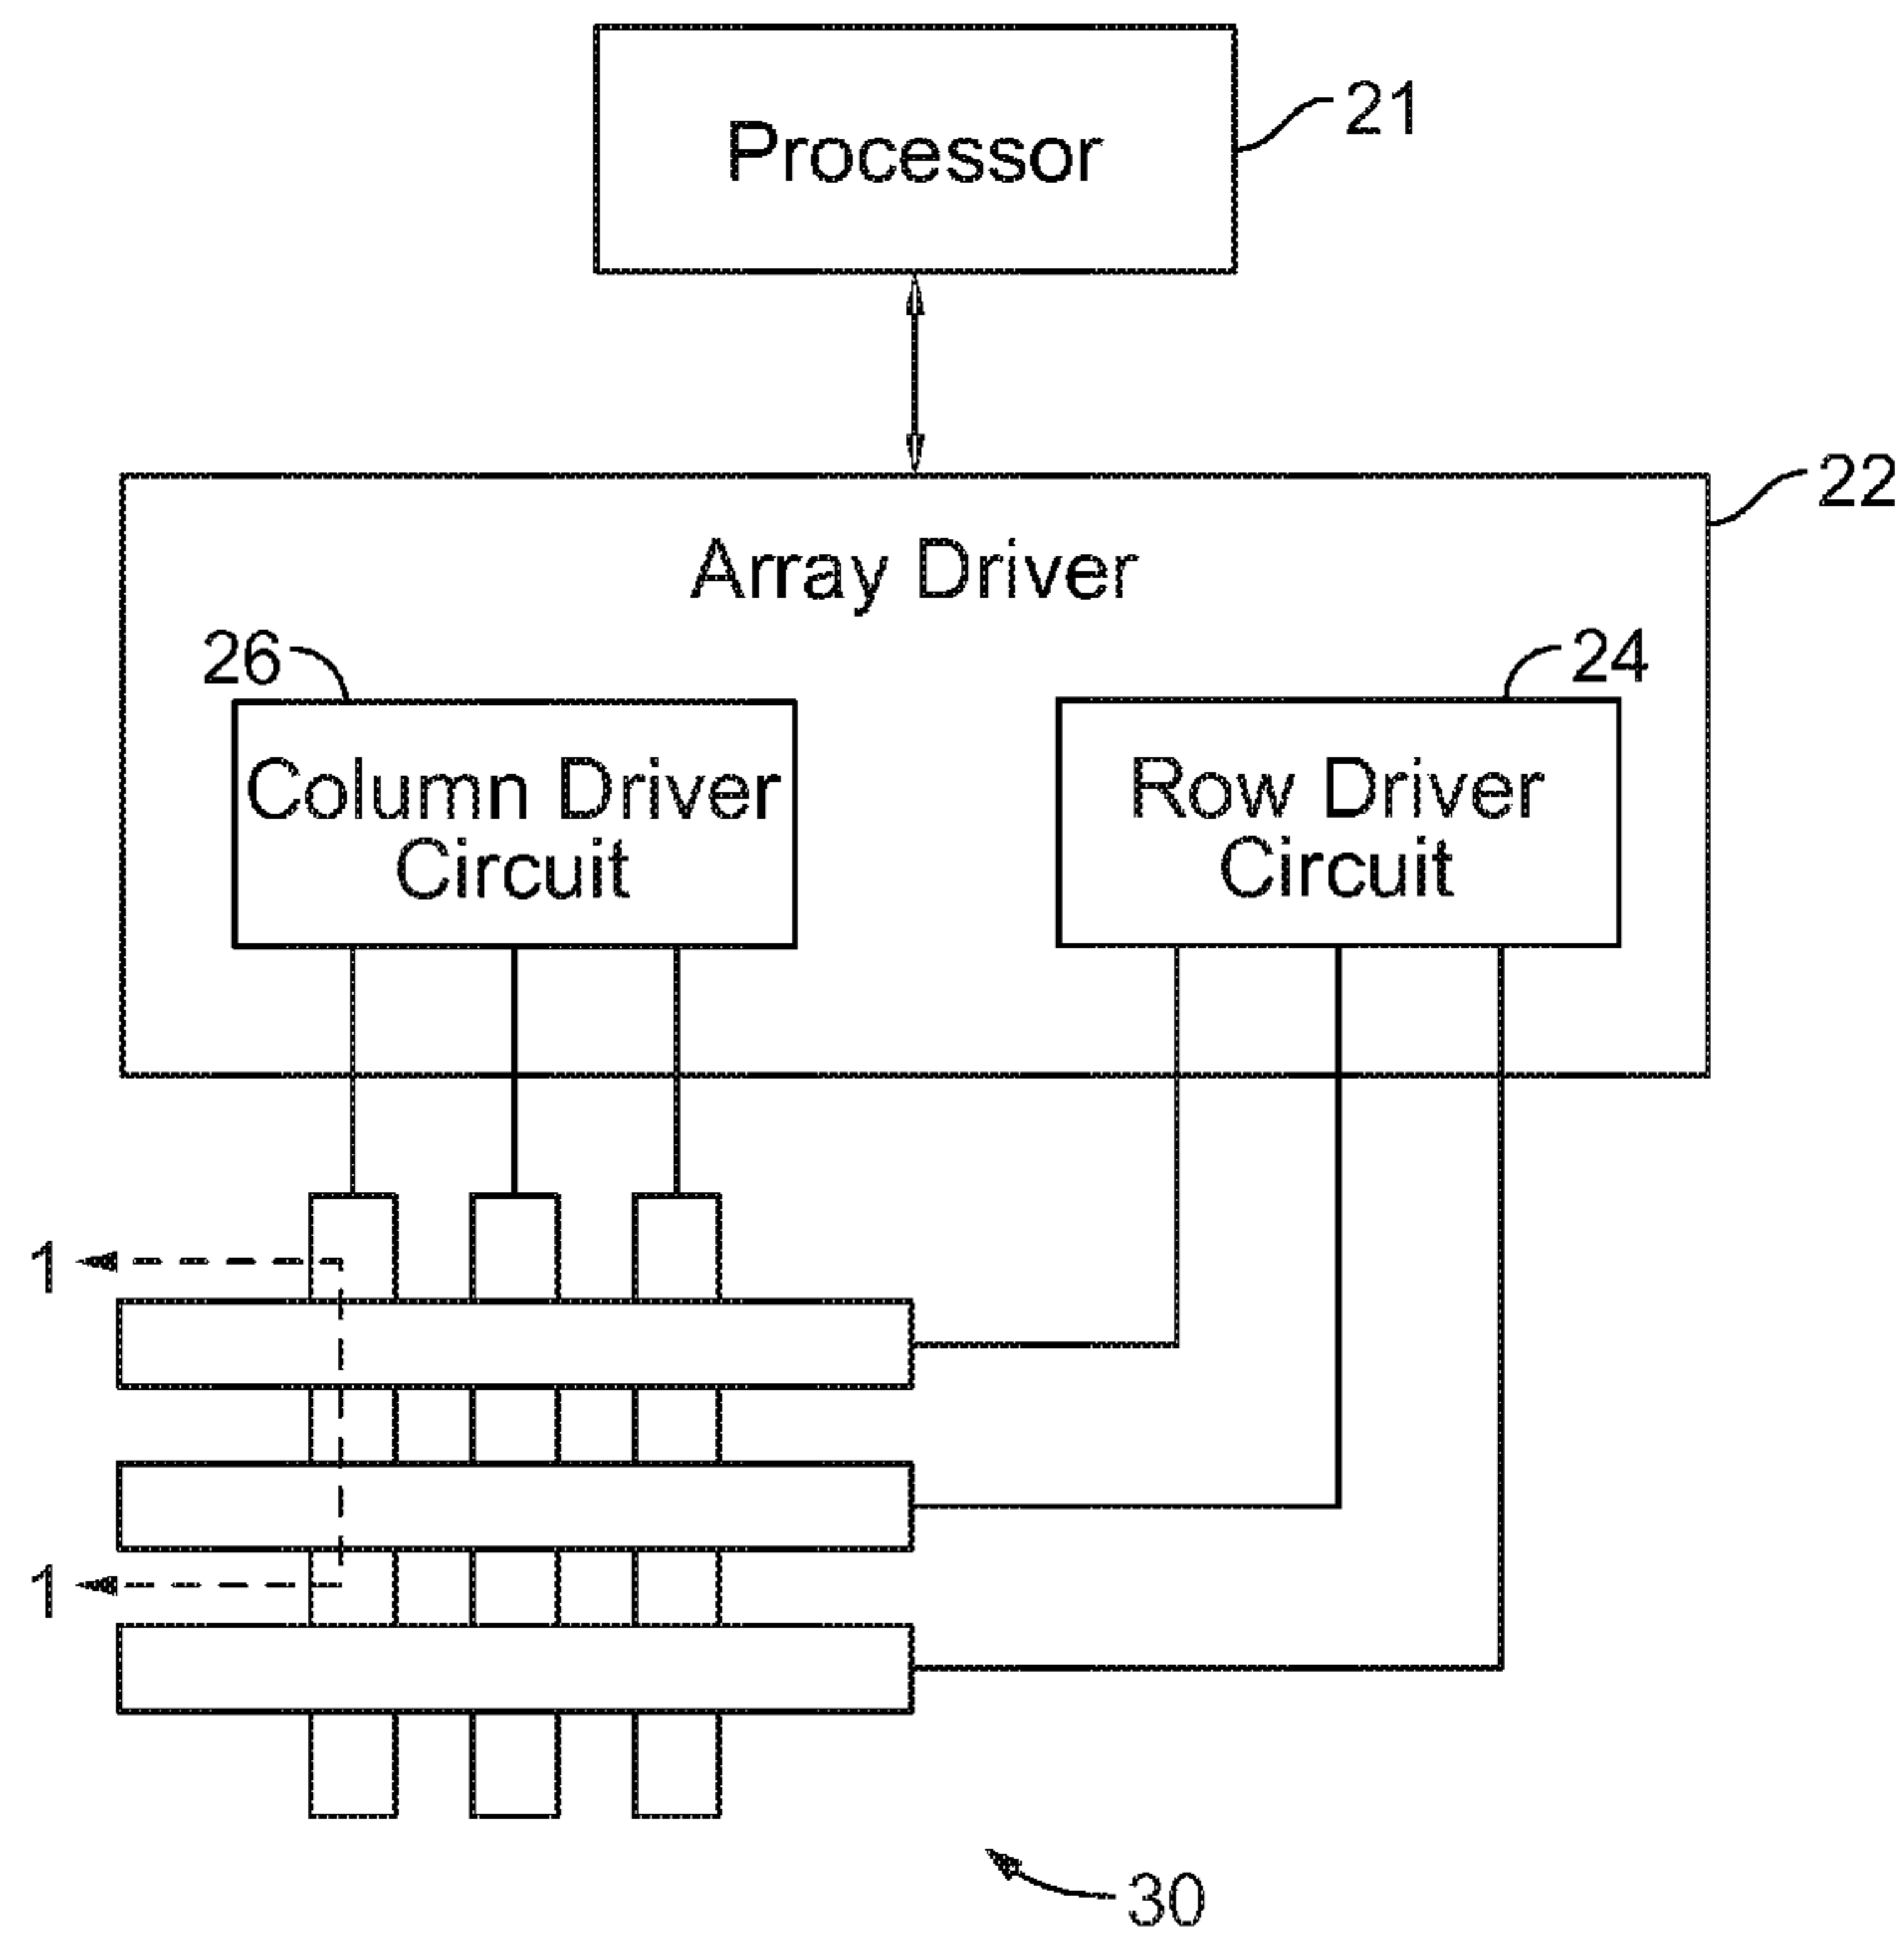 Processor
21
22
Array Driver
26
24
Column Driver
Circuit
Row Driver
Circuit
1
1
30